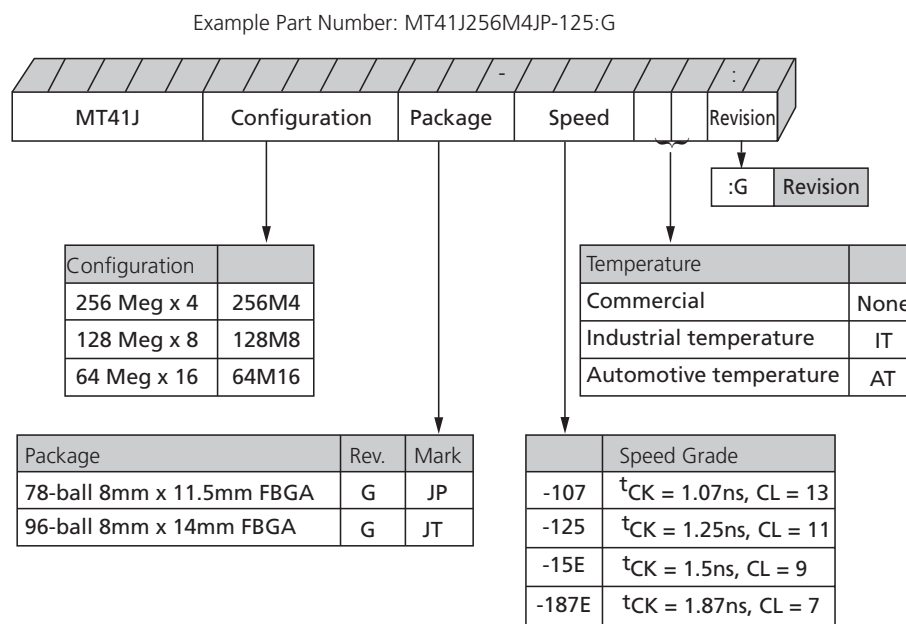 Example Part Number: MT41J256M4JP-125:G
- :
MT41J Configuration Package Speed Revision
:G Revision
Configuration
256 Meg x 4 256M4
128 Meg x 8 128M8
64 Meg x 16 64M16
Temperature
Commercial None
Industrial temperature IT
Automotive temperature AT
Package Rev. Mark
78-ball 8mm x 11.5mm FBGA G JP
96-ball 8mm x 14mm FBGA G JT
Speed Grade
-107 tCK = 1.07ns, CL = 13
-125 tCK = 1.25ns, CL = 11
-15E tCK = 1.5ns, CL = 9
-187E tCK = 1.87ns, CL = 7